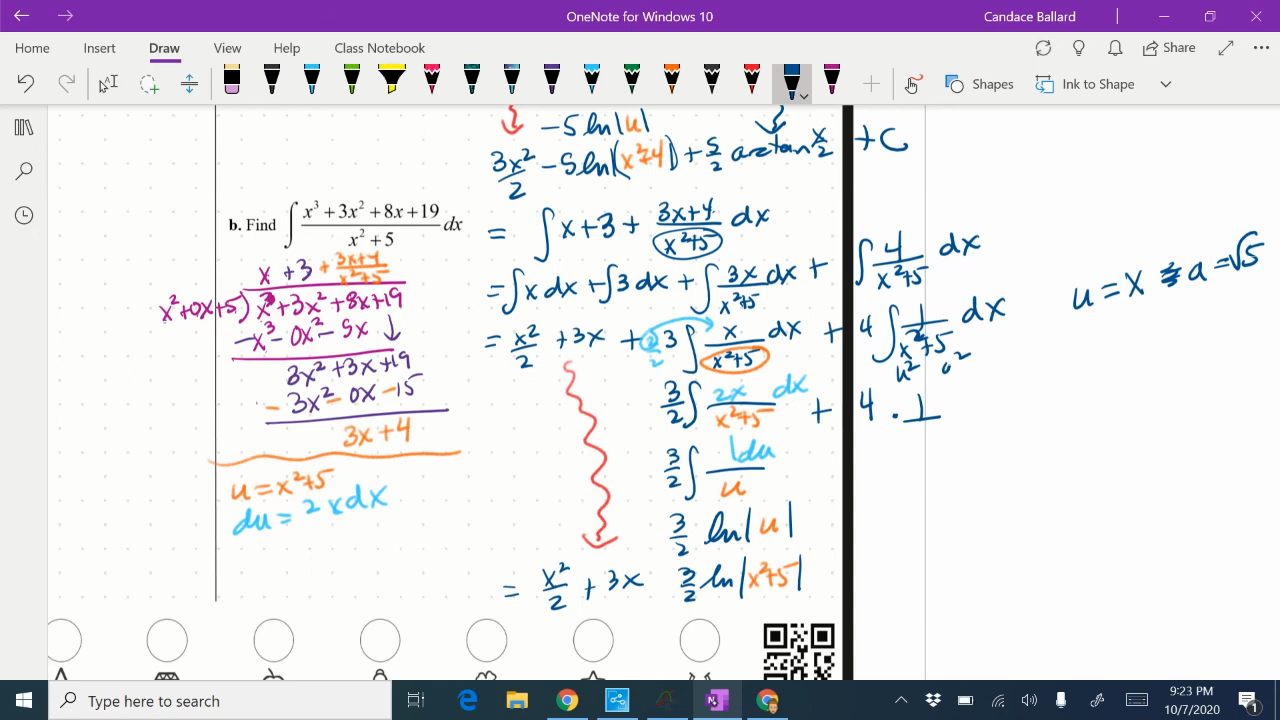 OneNote for Windows 10
Candace Ballard
Home Insert Draw View Help Class Notebook Share
Shapes Ink to Shape
-5 ln|u|
3x²/2 - 5 ln(x²+4) + 5/2 arctan x/2 + C
b. Find ∫ (x³ + 3x² + 8x + 19)/(x² + 5) dx
= ∫ x + 3 + (3x+4)/(x²+5) dx
x + 3 + (3x+4)/(x²+5)
x²+0x+5) x³+3x²+8x+19
-x³ - 0x² - 5x ↓
3x² + 3x + 19
- 3x² - 0x - 15
3x + 4
u = x²+5
du = 2x dx
= ∫ x dx + ∫ 3 dx + ∫ 3x/(x²+5) dx + ∫ 4/(x²+5) dx
u = x a = √5
= x²/2 + 3x + 2/2 3 ∫ x/(x²+5) dx + 4 ∫ 1/(x²+5) dx
u²
3/2 ∫ 2x/(x²+5) dx + 4 · 1
3/2 ∫ 1du/u
3/2 ln|u|
= x²/2 + 3x 3/2 ln|x²+5|
Type here to search
9:23 PM
10/7/2020
1